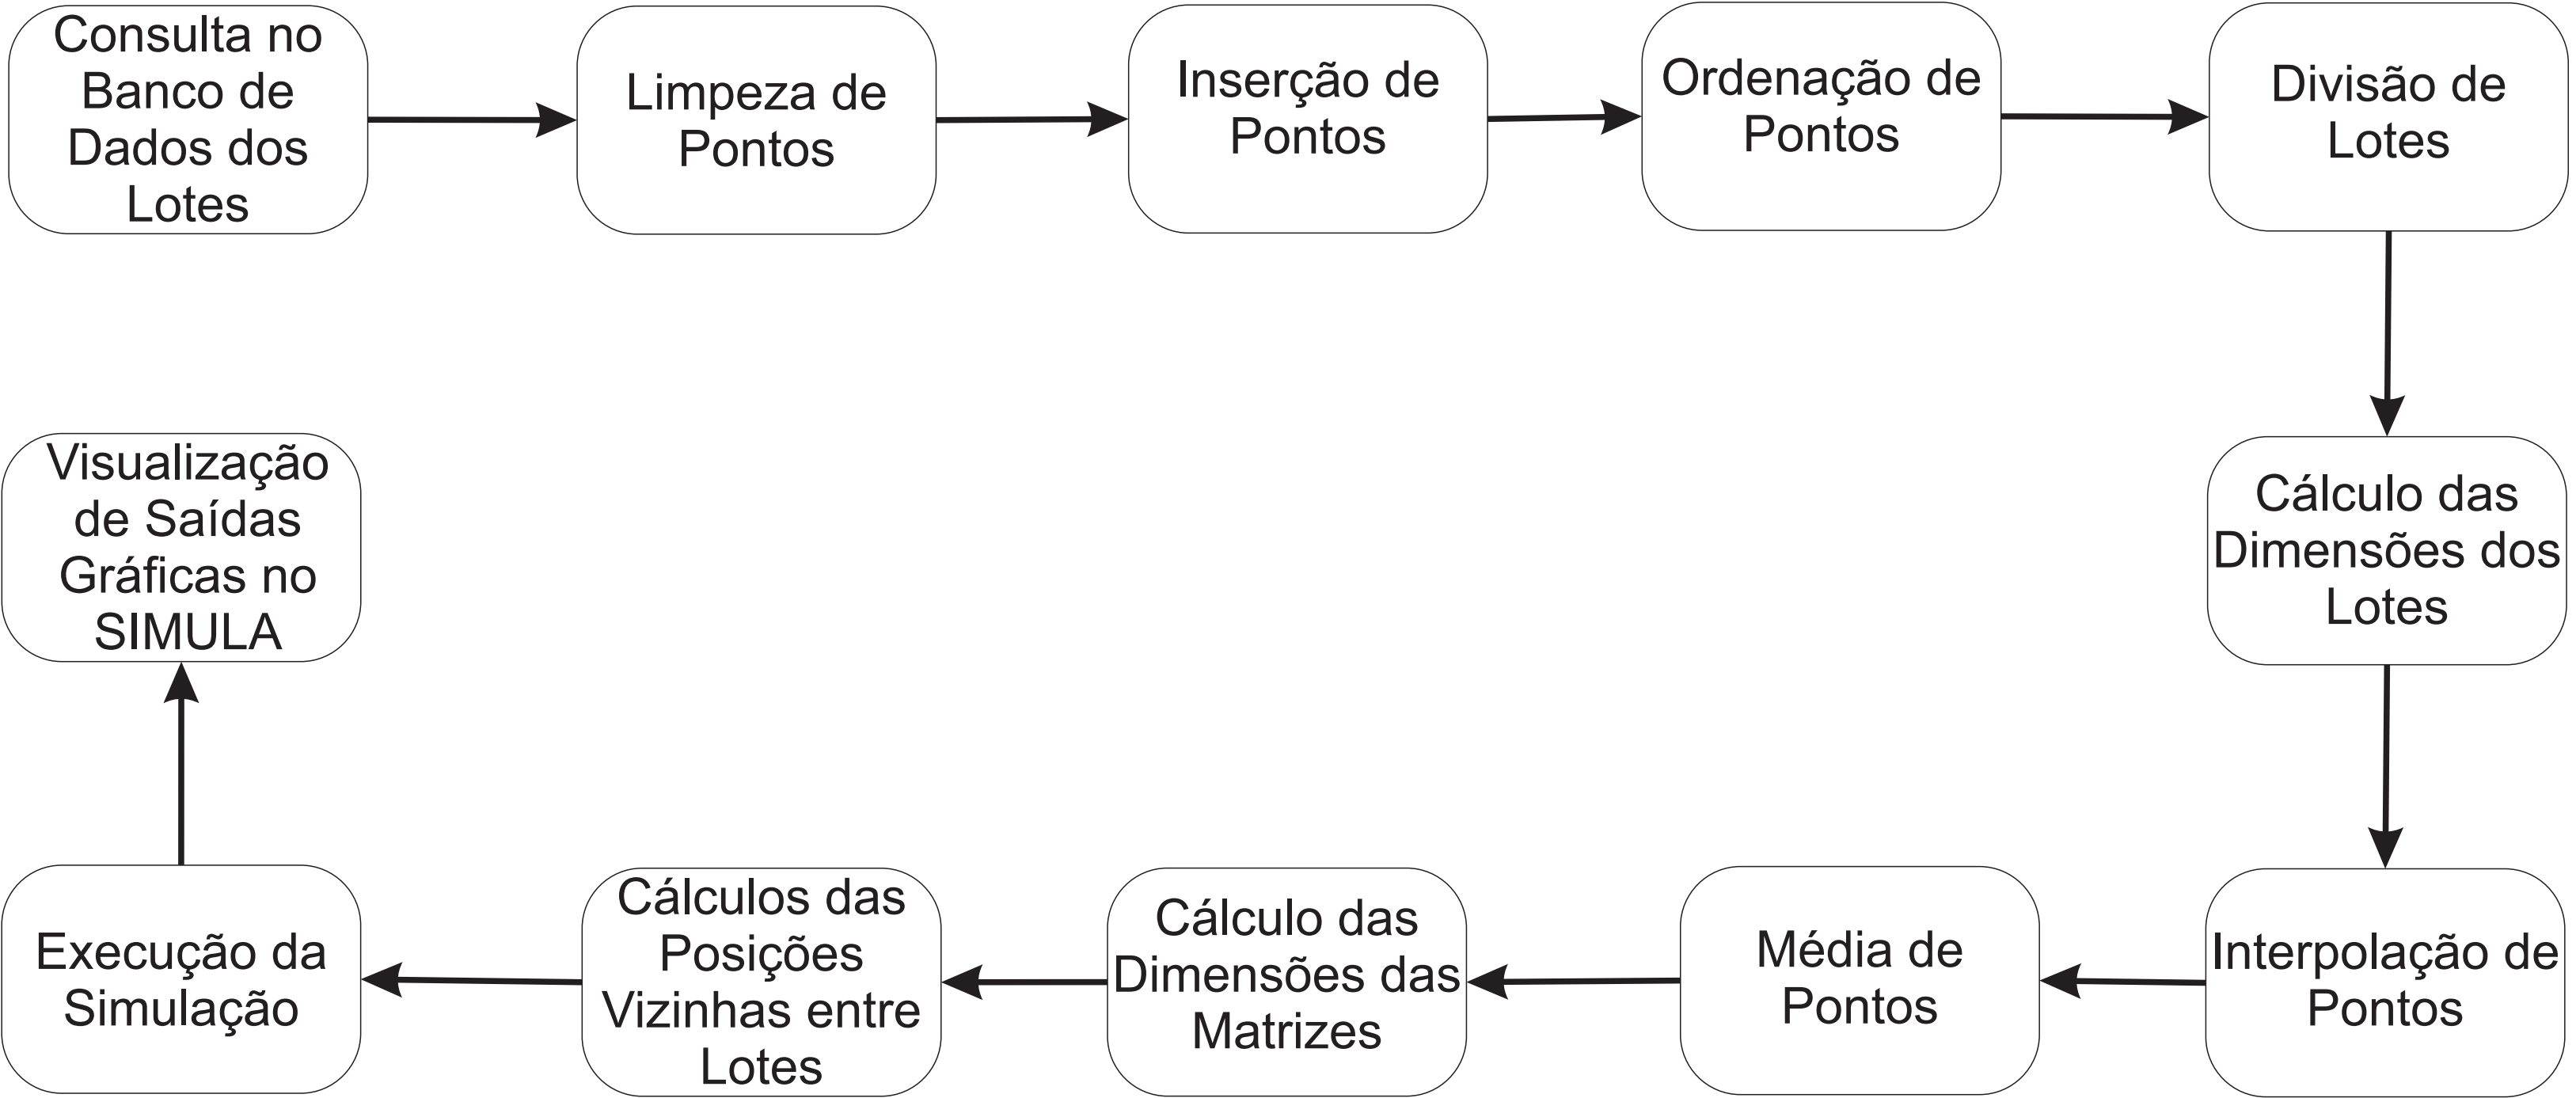 Consulta no
Banco de
Dados dos
Lotes
Limpeza de
Pontos
Inserção de
Pontos
Ordenação de
Pontos
Divisão de
Lotes
Cálculo das
Dimensões dos
Lotes
Interpolação de
Pontos
Média de
Pontos
Cálculo das
Dimensões das
Matrizes
Cálculos das
Posições
Vizinhas entre
Lotes
Execução da
Simulação
Visualização
de Saídas
Gráficas no
SIMULA